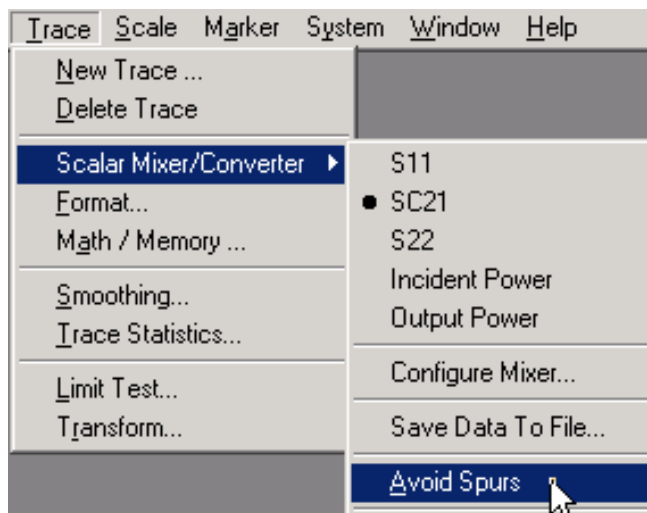 Trace Scale Marker System Window Help
New Trace ...
Delete Trace
Scalar Mixer/Converter
Format...
Math / Memory ...
Smoothing...
Trace Statistics...
Limit Test...
Transform...
S11
SC21
S22
Incident Power
Output Power
Configure Mixer...
Save Data To File...
Avoid Spurs